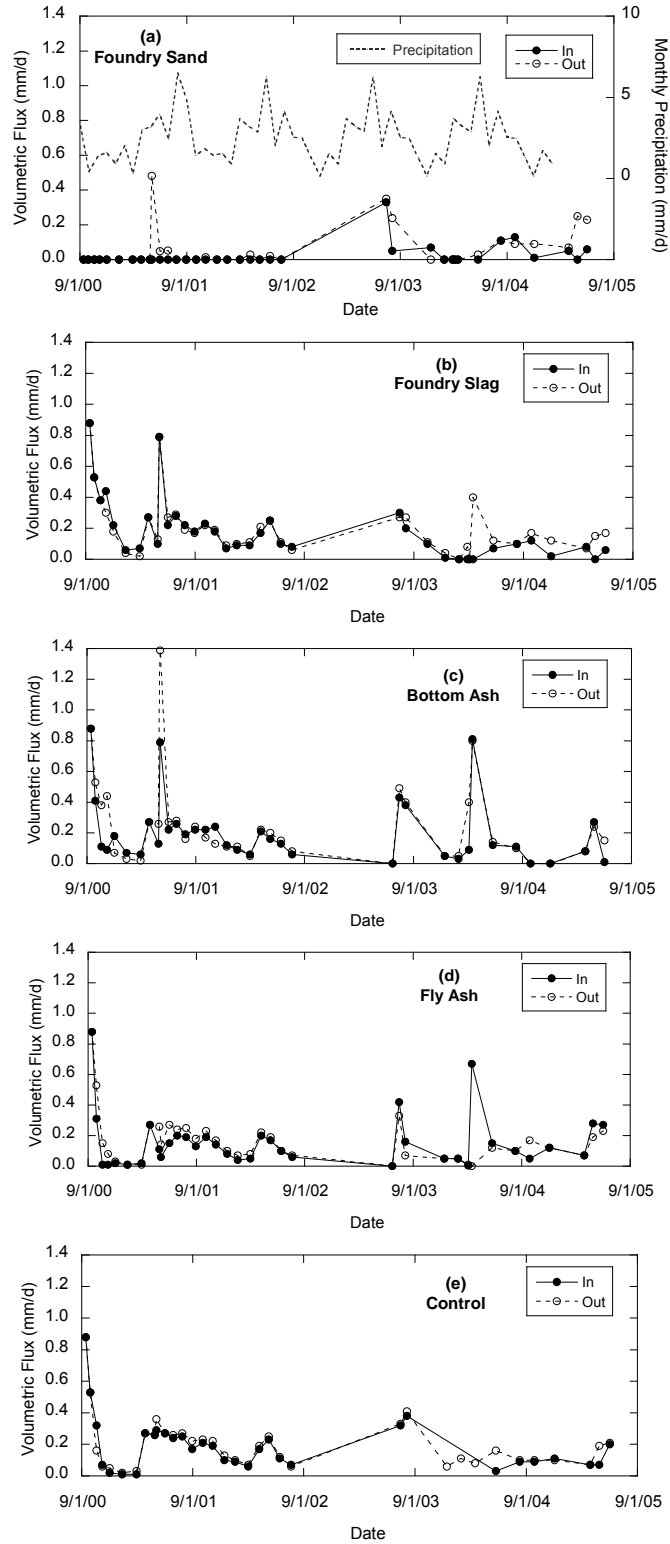 (a)
Foundry Sand
Precipitation
In
Out
Volumetric Flux (mm/d)
1.4
1.2
1.0
0.8
0.6
0.4
0.2
0.0
Monthly Precipitation (mm/d)
10
5
0
9/1/00
9/1/01
9/1/02
9/1/03
9/1/04
9/1/05
Date
(b)
Foundry Slag
In
Out
Volumetric Flux (mm/d)
1.4
1.2
1.0
0.8
0.6
0.4
0.2
0.0
9/1/00
9/1/01
9/1/02
9/1/03
9/1/04
9/1/05
Date
(c)
Bottom Ash
In
Out
Volumetric Flux (mm/d)
1.4
1.2
1.0
0.8
0.6
0.4
0.2
0.0
9/1/00
9/1/01
9/1/02
9/1/03
9/1/04
9/1/05
Date
(d)
Fly Ash
In
Out
Volumetric Flux (mm/d)
1.4
1.2
1.0
0.8
0.6
0.4
0.2
0.0
9/1/00
9/1/01
9/1/02
9/1/03
9/1/04
9/1/05
Date
(e)
Control
In
Out
Volumetric Flux (mm/d)
1.4
1.2
1.0
0.8
0.6
0.4
0.2
0.0
9/1/00
9/1/01
9/1/02
9/1/03
9/1/04
9/1/05
Date